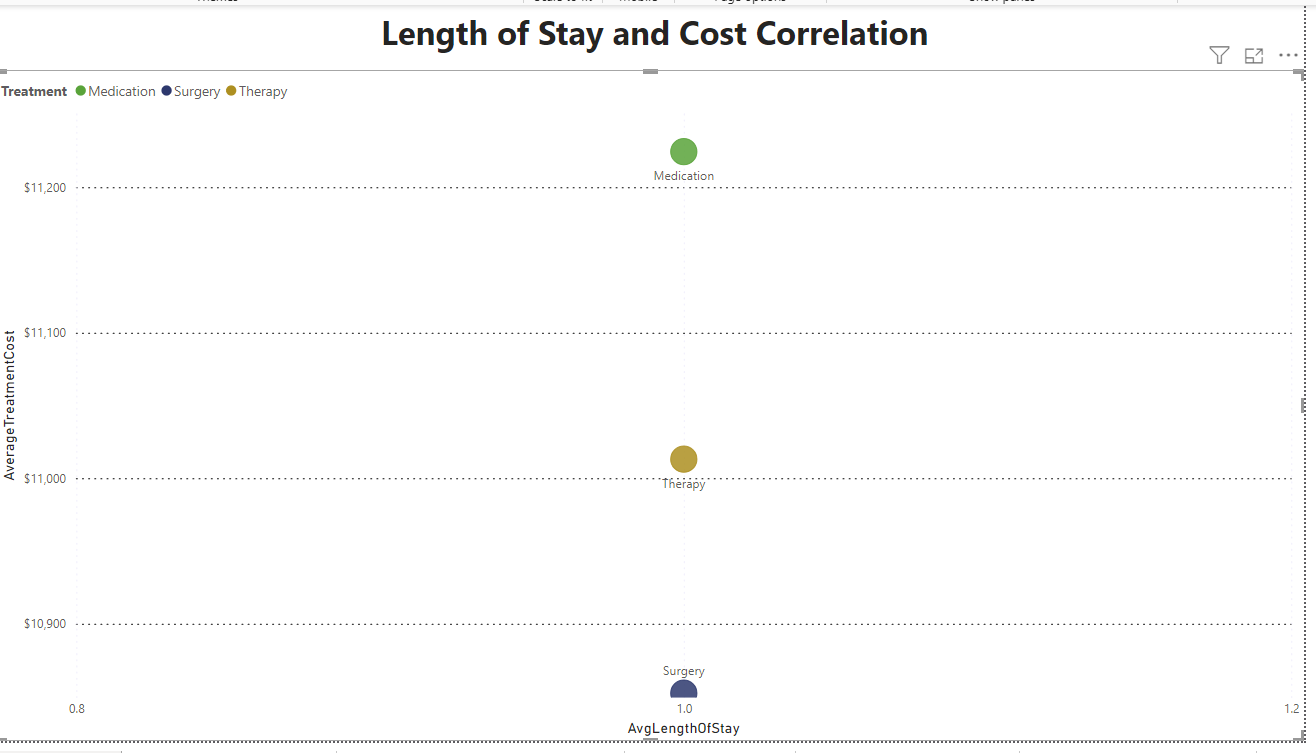 Length of Stay and Cost Correlation
Treatment Medication Surgery Therapy
Medication
$11,200
$11,100
AverageTreatmentCost
Therapy
$11,000
$10,900
Surgery
0.8 1.0 1.2
AvgLengthOfStay